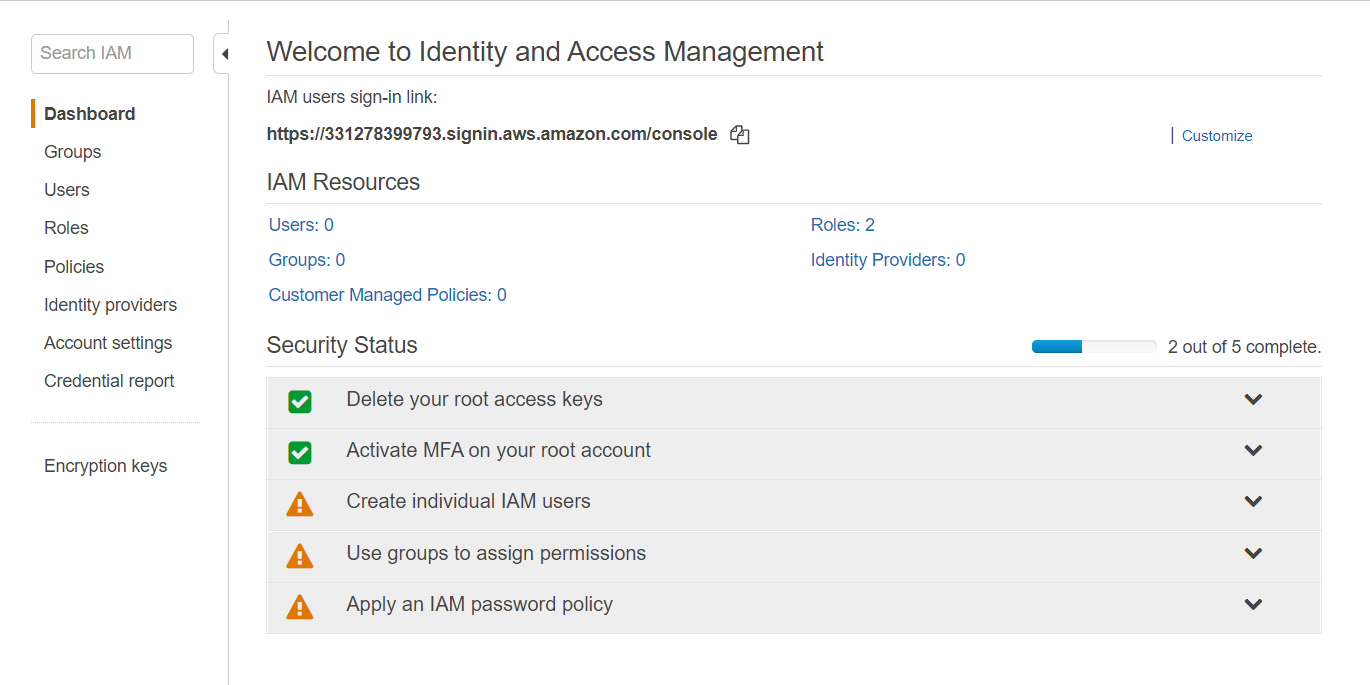 Search IAM
Dashboard
Groups
Users
Roles
Policies
Identity providers
Account settings
Credential report
Encryption keys
Welcome to Identity and Access Management
IAM users sign-in link:
https://331278399793.signin.aws.amazon.com/console
| Customize
IAM Resources
Users: 0
Roles: 2
Groups: 0
Identity Providers: 0
Customer Managed Policies: 0
Security Status
2 out of 5 complete.
Delete your root access keys
Activate MFA on your root account
Create individual IAM users
Use groups to assign permissions
Apply an IAM password policy